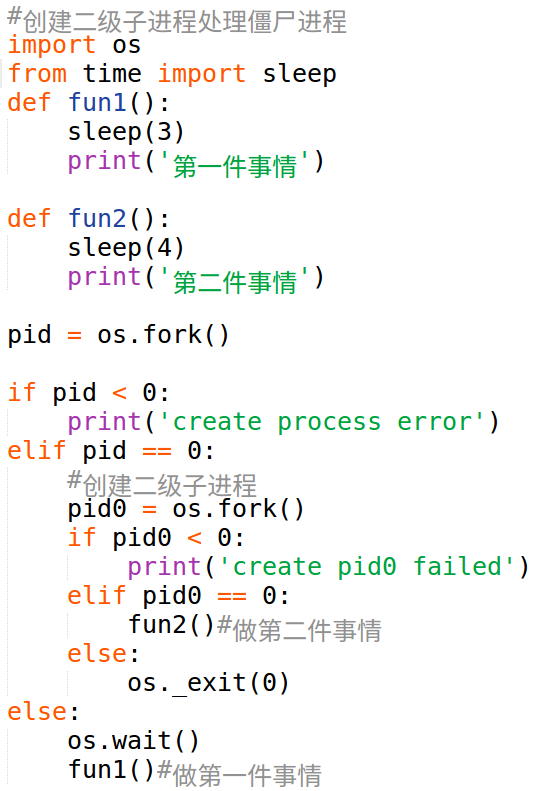 #创建二级子进程处理僵尸进程
import os
from time import sleep
def fun1():
    sleep(3)
    print('第一件事情')

def fun2():
    sleep(4)
    print('第二件事情')

pid = os.fork()

if pid < 0:
    print('create process error')
elif pid == 0:
    #创建二级子进程
    pid0 = os.fork()
    if pid0 < 0:
        print('create pid0 failed')
    elif pid0 == 0:
        fun2()#做第二件事情
    else:
        os._exit(0)
else:
    os.wait()
    fun1()#做第一件事情